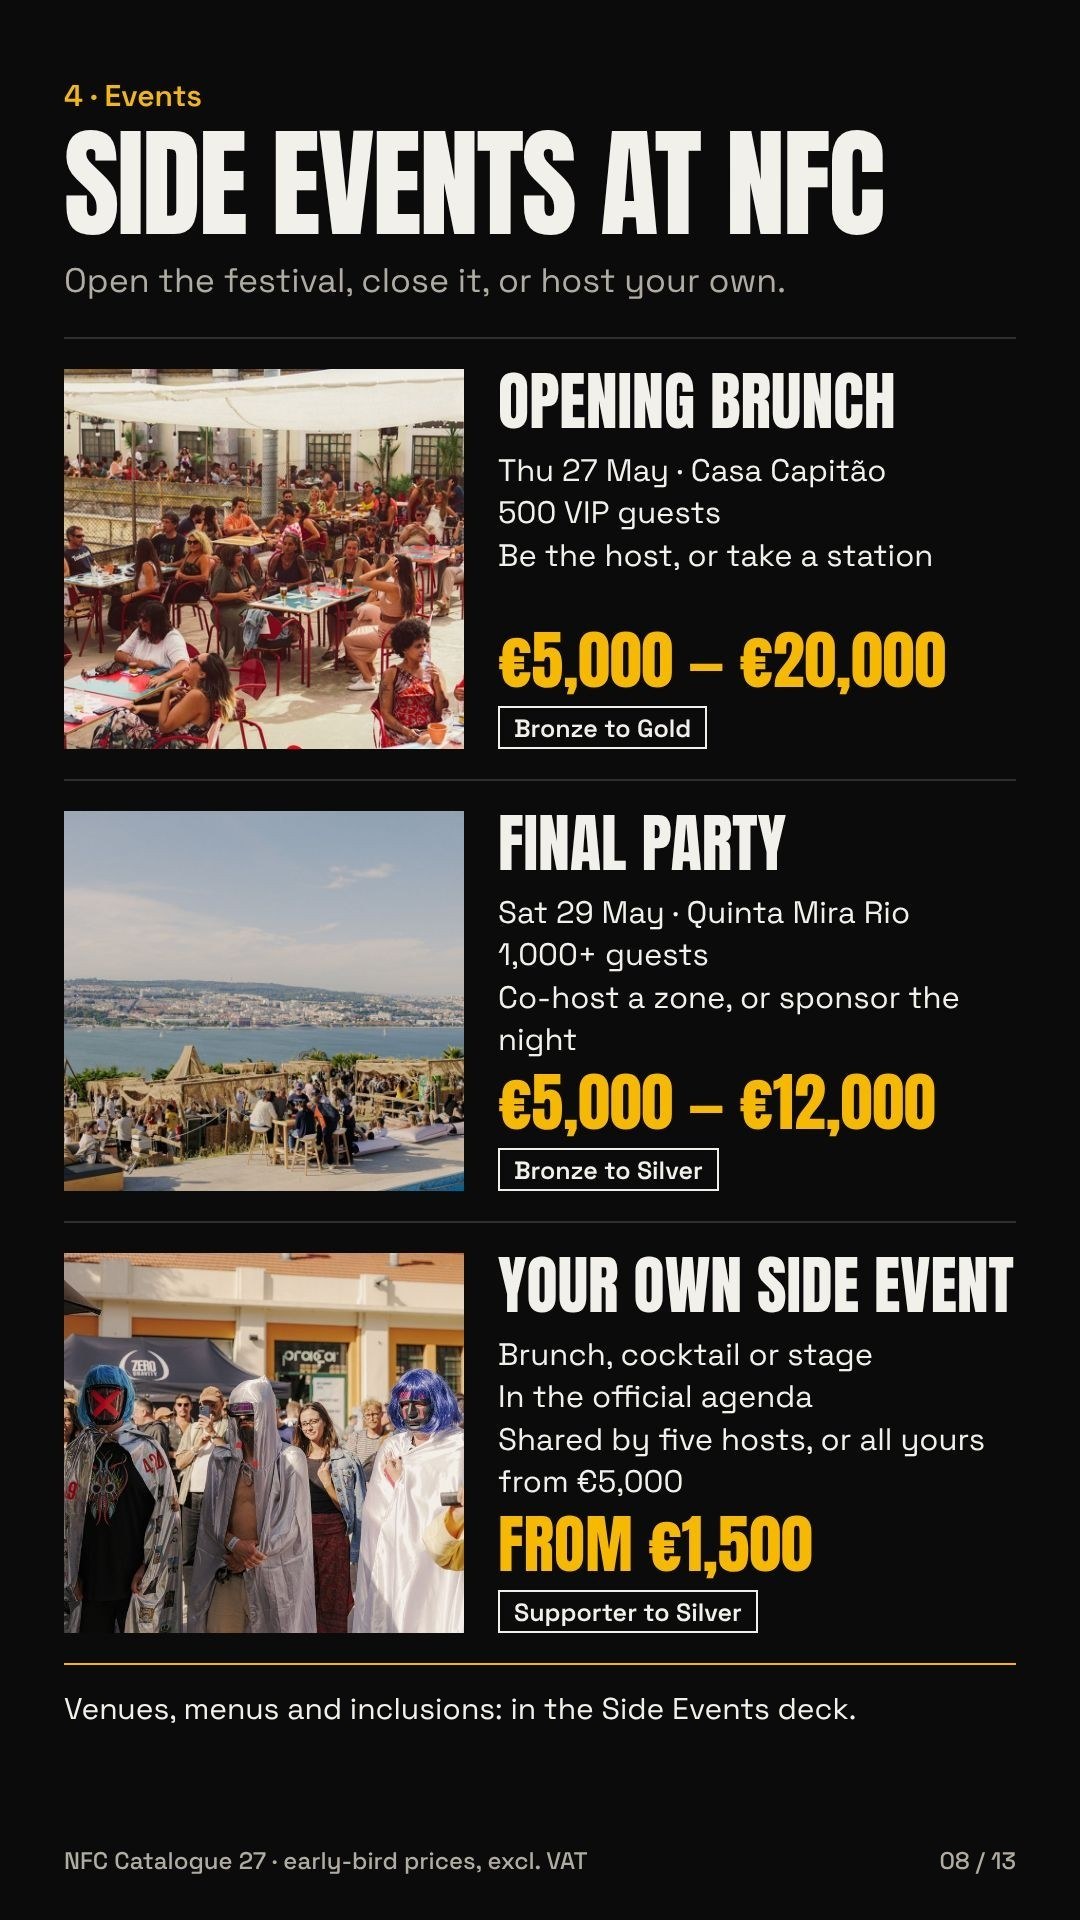 4 · Events
SIDE EVENTS AT NFC
Open the festival, close it, or host your own.
OPENING BRUNCH
Thu 27 May · Casa Capitão
500 VIP guests
Be the host, or take a station
€5,000 – €20,000
Bronze to Gold
FINAL PARTY
Sat 29 May · Quinta Mira Rio
1,000+ guests
Co-host a zone, or sponsor the
night
€5,000 – €12,000
Bronze to Silver
ZERO
GRAVITY
praça
YOUR OWN SIDE EVENT
Brunch, cocktail or stage
In the official agenda
Shared by five hosts, or all yours
from €5,000
FROM €1,500
Supporter to Silver
Venues, menus and inclusions: in the Side Events deck.
NFC Catalogue 27 · early-bird prices, excl. VAT
08 / 13